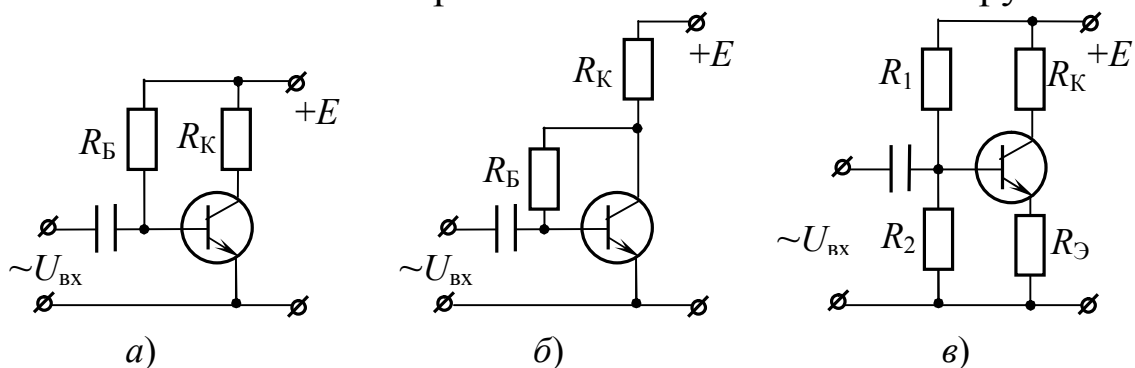 R_Б R_К +E ~U_вх
R_К +E R_Б ~U_вх
R_1 R_К +E R_2 R_Э ~U_вх
а) б) в)